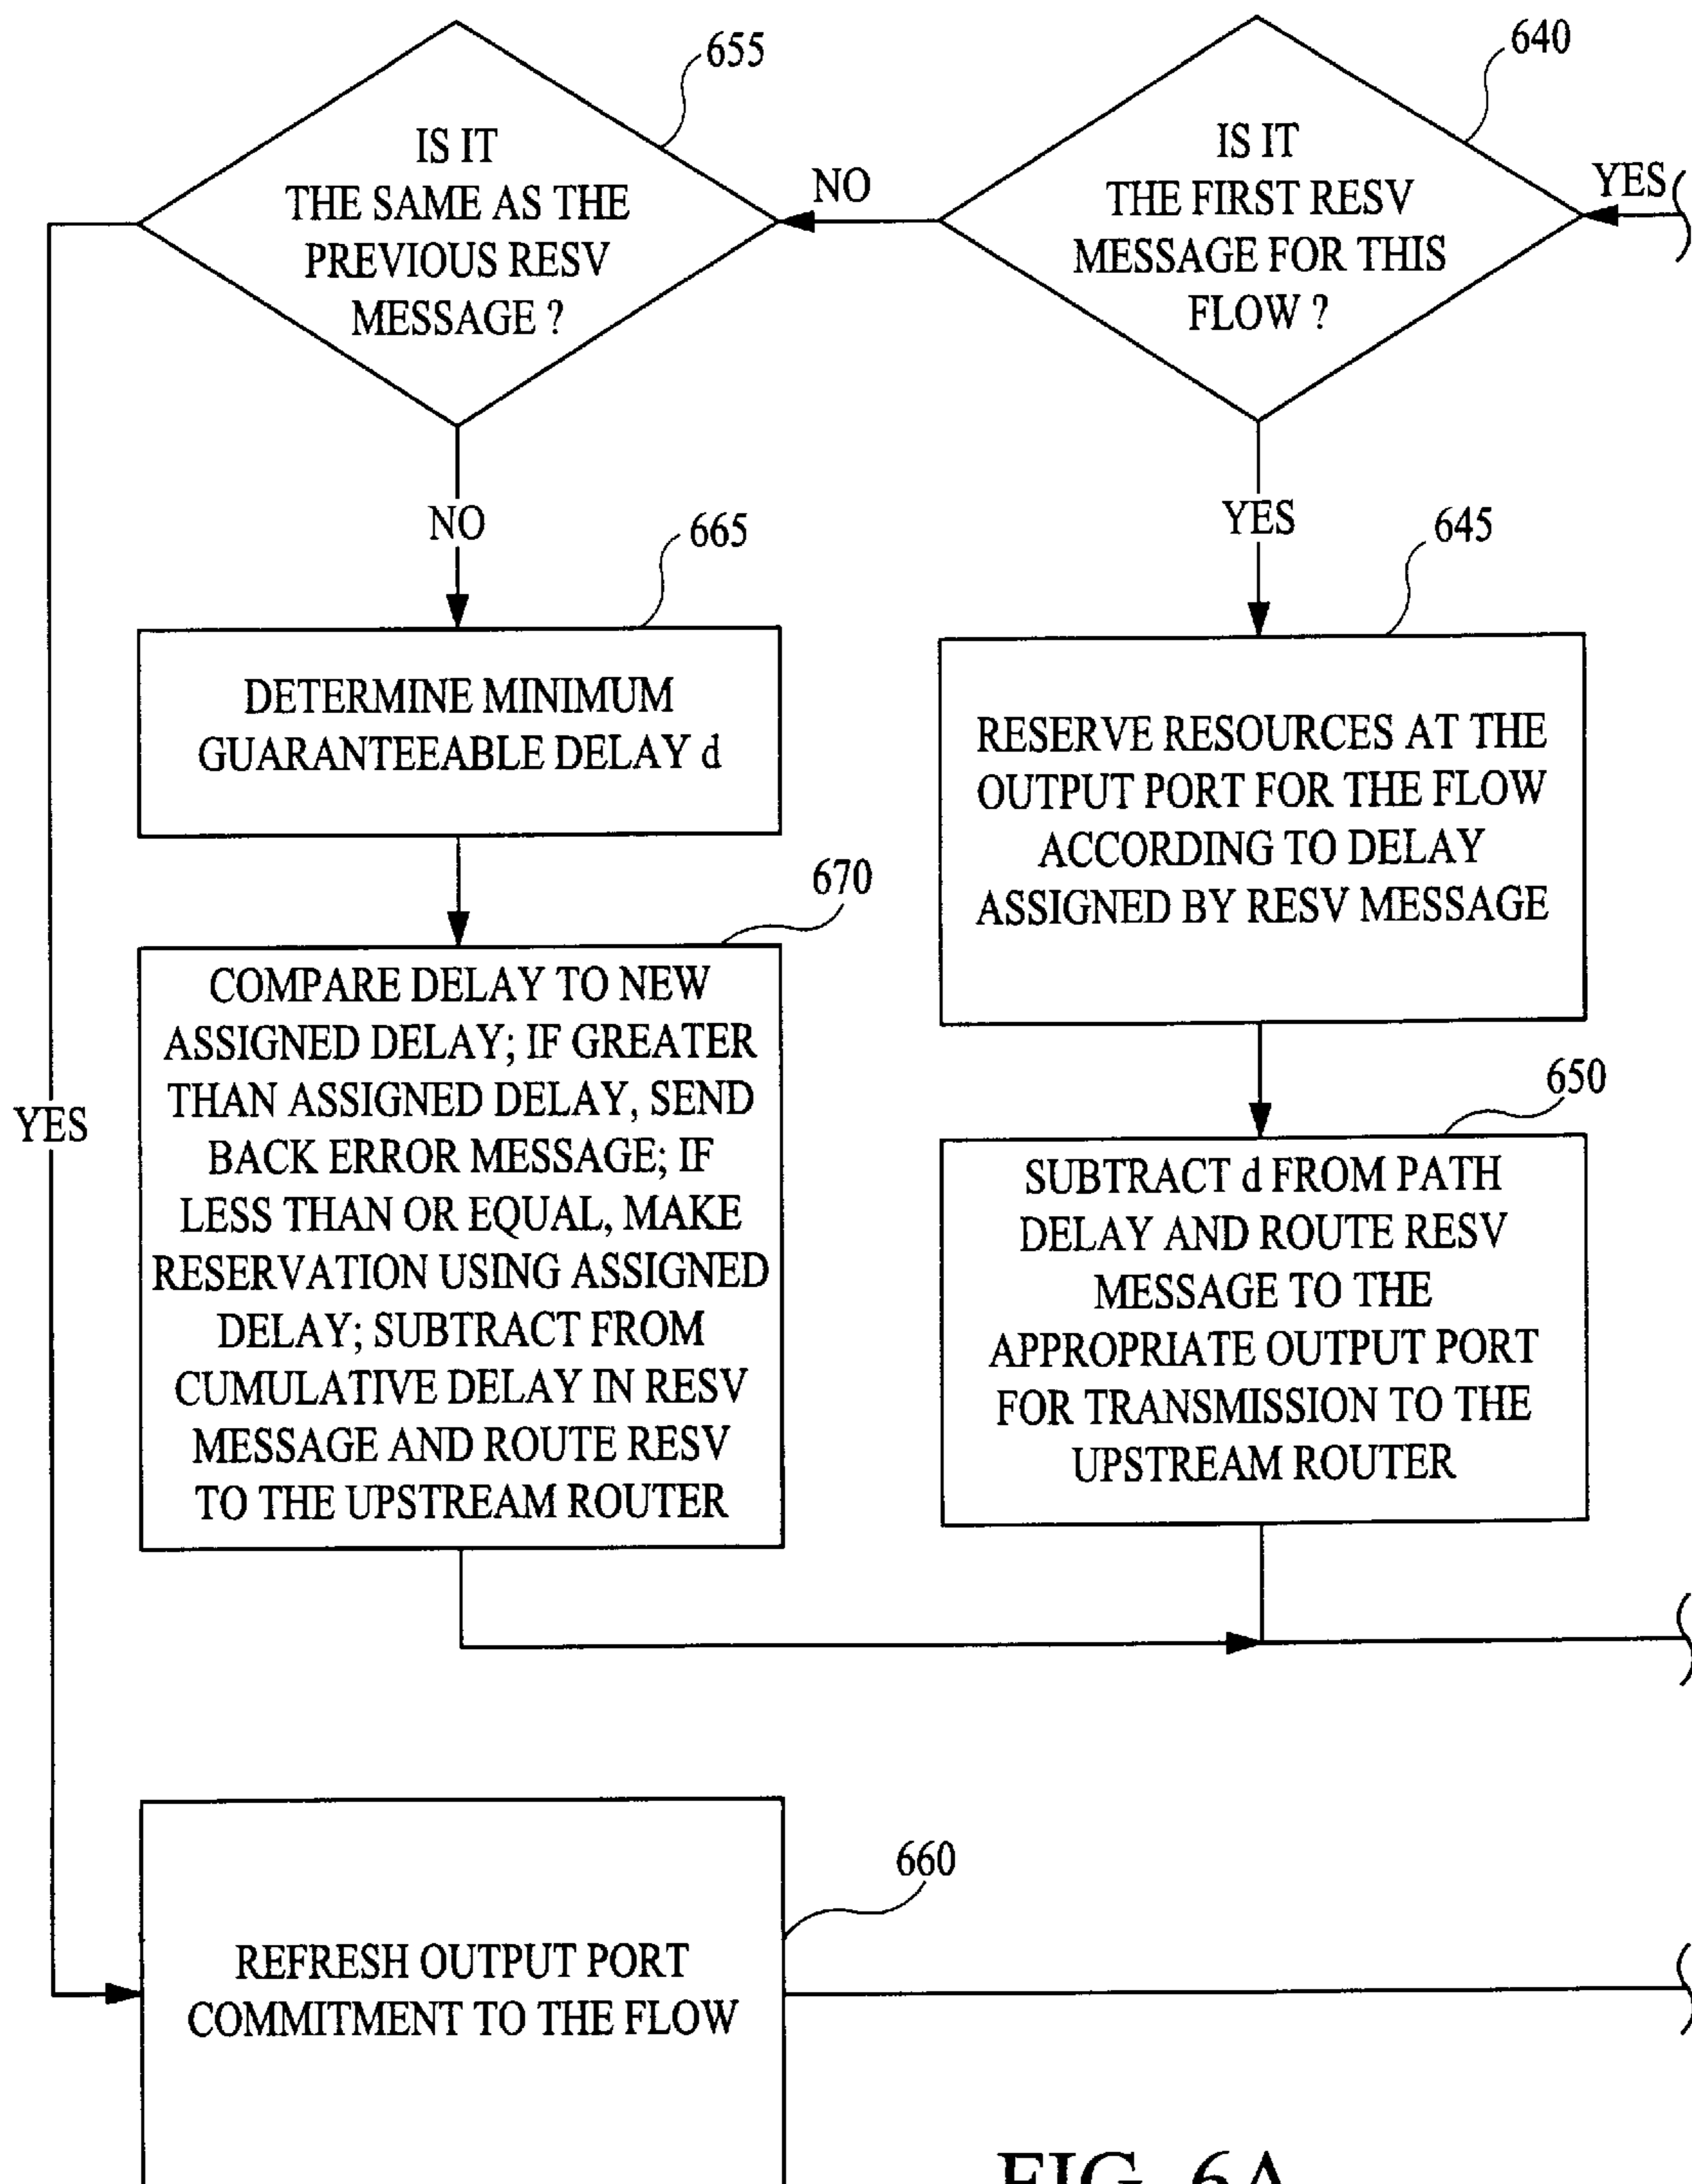 655
IS IT
THE SAME AS THE
PREVIOUS RESV
MESSAGE ?
640
IS IT
THE FIRST RESV
MESSAGE FOR THIS
FLOW ?
NO
YES
NO
YES
665
DETERMINE MINIMUM
GUARANTEEABLE DELAY d
645
RESERVE RESOURCES AT THE
OUTPUT PORT FOR THE FLOW
ACCORDING TO DELAY
ASSIGNED BY RESV MESSAGE
670
COMPARE DELAY TO NEW
ASSIGNED DELAY; IF GREATER
THAN ASSIGNED DELAY, SEND
BACK ERROR MESSAGE; IF
LESS THAN OR EQUAL, MAKE
RESERVATION USING ASSIGNED
DELAY; SUBTRACT FROM
CUMULATIVE DELAY IN RESV
MESSAGE AND ROUTE RESV
TO THE UPSTREAM ROUTER
650
SUBTRACT d FROM PATH
DELAY AND ROUTE RESV
MESSAGE TO THE
APPROPRIATE OUTPUT PORT
FOR TRANSMISSION TO THE
UPSTREAM ROUTER
YES
660
REFRESH OUTPUT PORT
COMMITMENT TO THE FLOW
FIG. 6A